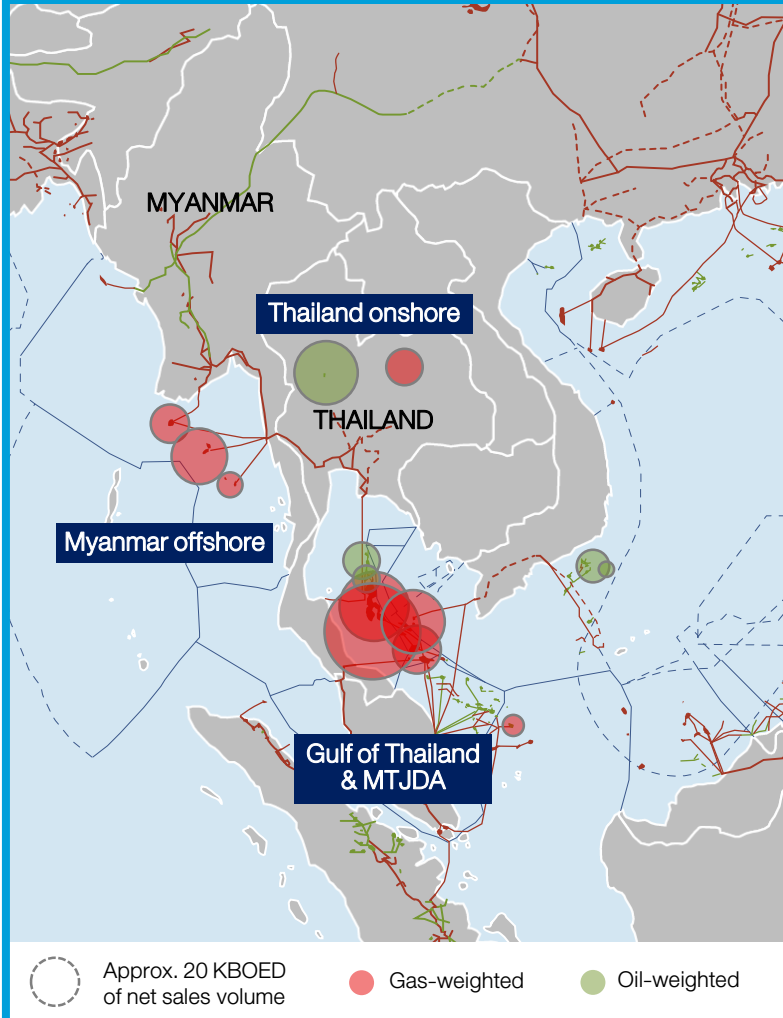 MYANMAR
Thailand onshore
THAILAND
Myanmar offshore
Gulf of Thailand
& MTJDA
Approx. 20 KBOED
of net sales volume
Gas-weighted
Oil-weighted